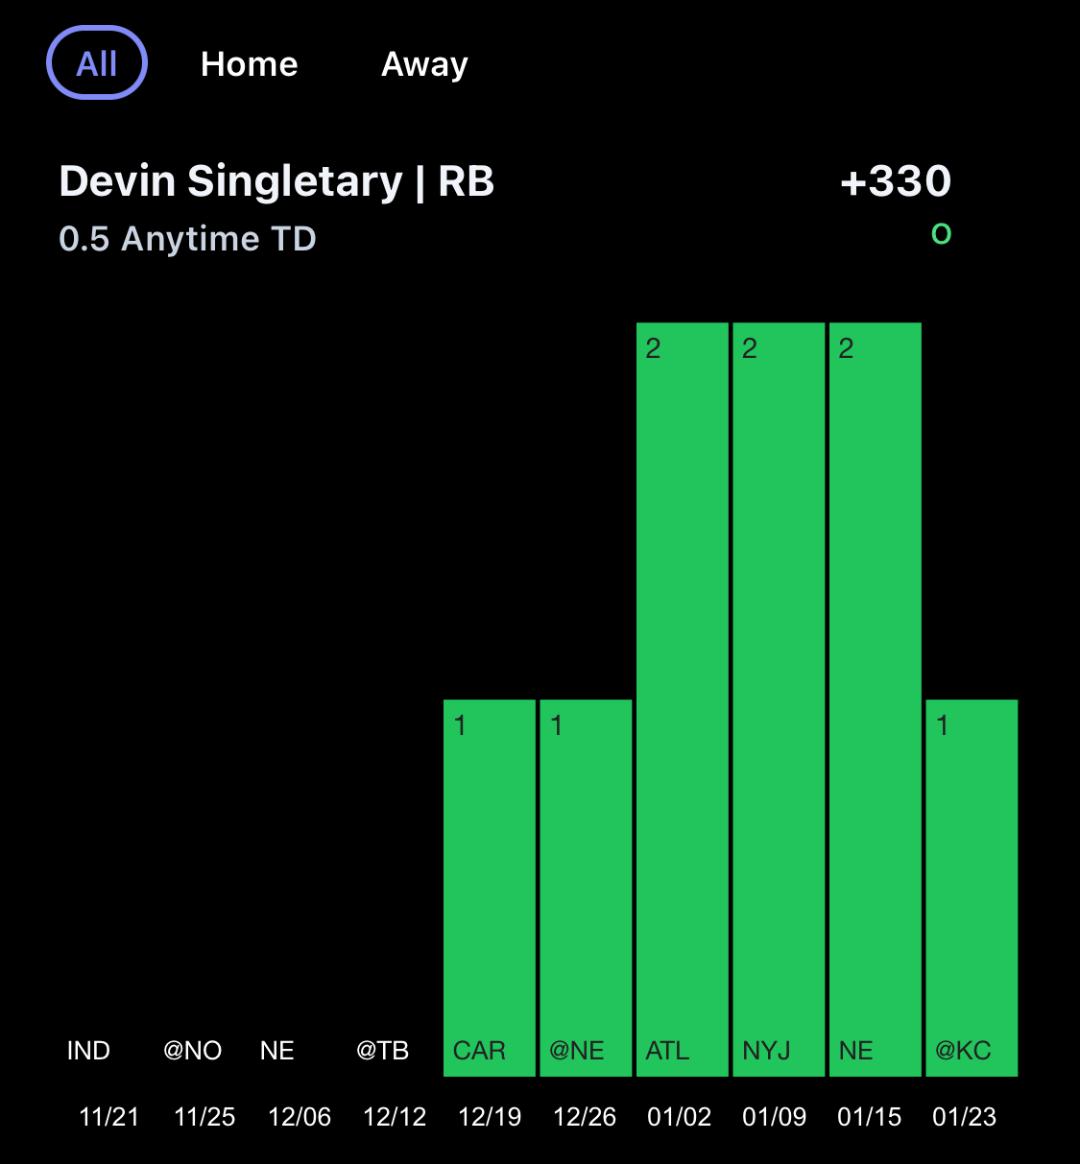 All Home Away
Devin Singletary | RB +330
0.5 Anytime TD O
2 2 2
1 1 1
IND @NO NE @TB CAR @NE ATL NYJ NE @KC
11/21 11/25 12/06 12/12 12/19 12/26 01/02 01/09 01/15 01/23